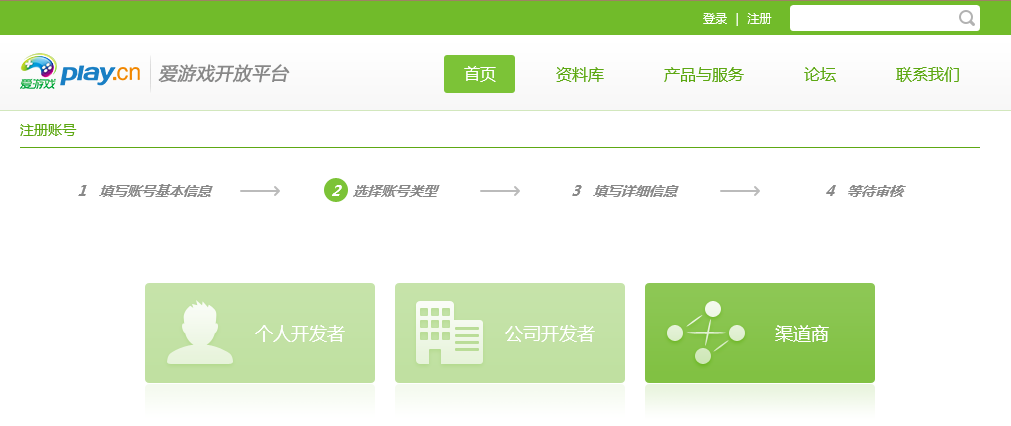 登录 | 注册
爱游戏 play.cn 爱游戏开放平台 首页 资料库 产品与服务 论坛 联系我们
注册账号
1 填写账号基本信息 2 选择账号类型 3 填写详细信息 4 等待审核
个人开发者 公司开发者 渠道商